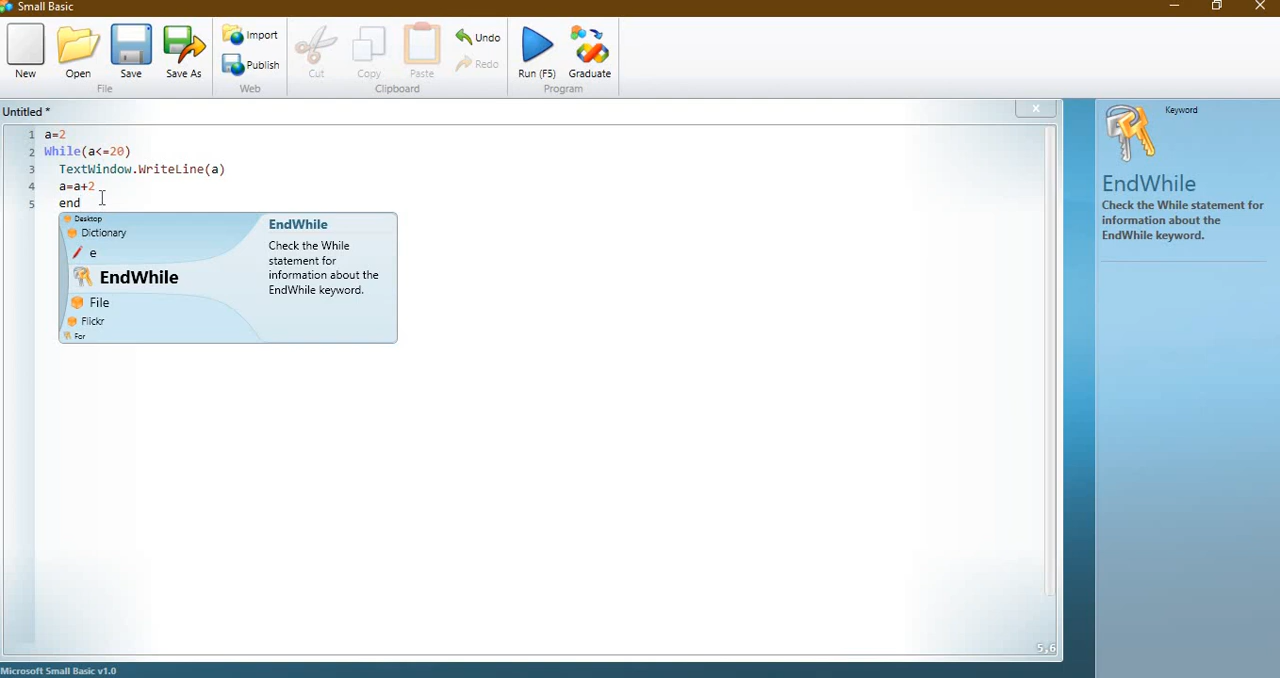 Small Basic
New
Open
Save
Save As
File
Import
Publish
Web
Cut
Copy
Paste
Undo
Redo
Clipboard
Run (F5)
Graduate
Program
Untitled *
1 a=2
2 While(a<=20)
3 TextWindow.WriteLine(a)
4 a=a+2
5 end
Desktop
Dictionary
e
EndWhile
File
Flickr
For
EndWhile
Check the While
statement for
information about the
EndWhile keyword.
Keyword
EndWhile
Check the While statement for
information about the
EndWhile keyword.
5,6
Microsoft Small Basic v1.0